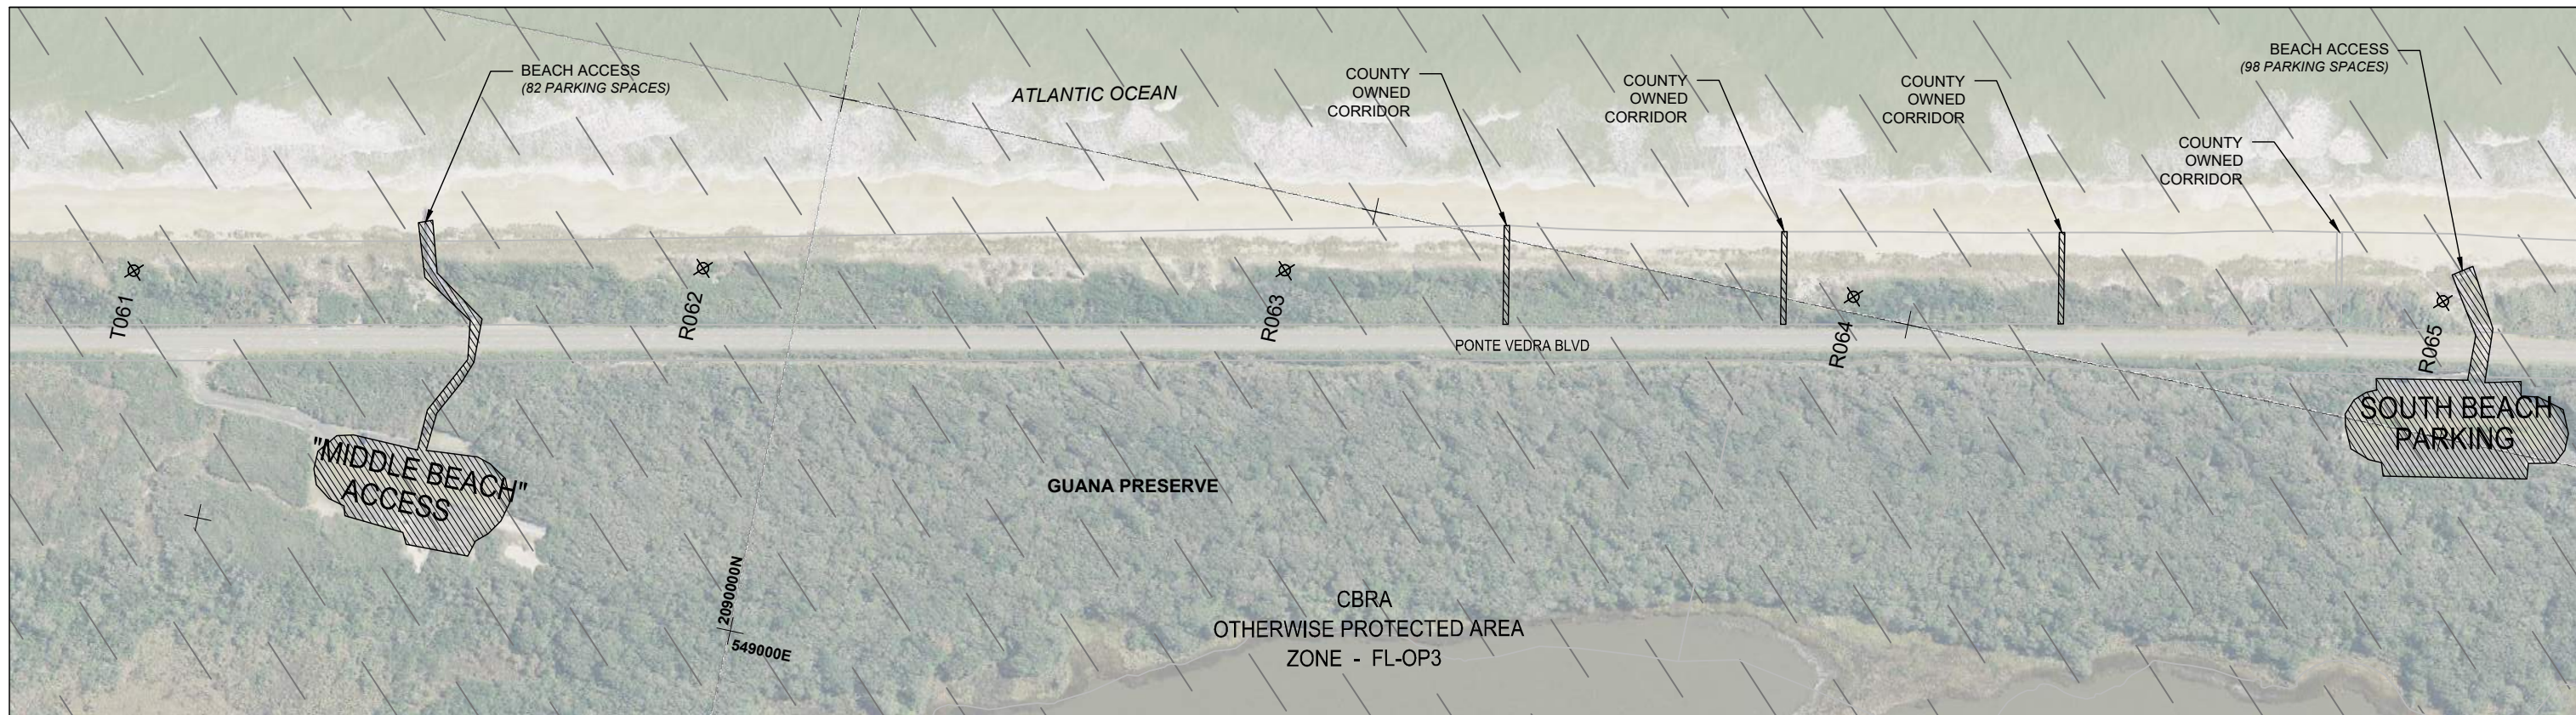 BEACH ACCESS
(82 PARKING SPACES)
ATLANTIC OCEAN
COUNTY
OWNED
CORRIDOR
COUNTY
OWNED
CORRIDOR
COUNTY
OWNED
CORRIDOR
COUNTY
OWNED
CORRIDOR
BEACH ACCESS
(98 PARKING SPACES)
T061
R062
R063
R064
R065
PONTE VEDRA BLVD
"MIDDLE BEACH"
ACCESS
SOUTH BEACH
PARKING
GUANA PRESERVE
2090000N
549000E
CBRA
OTHERWISE PROTECTED AREA
ZONE - FL-OP3